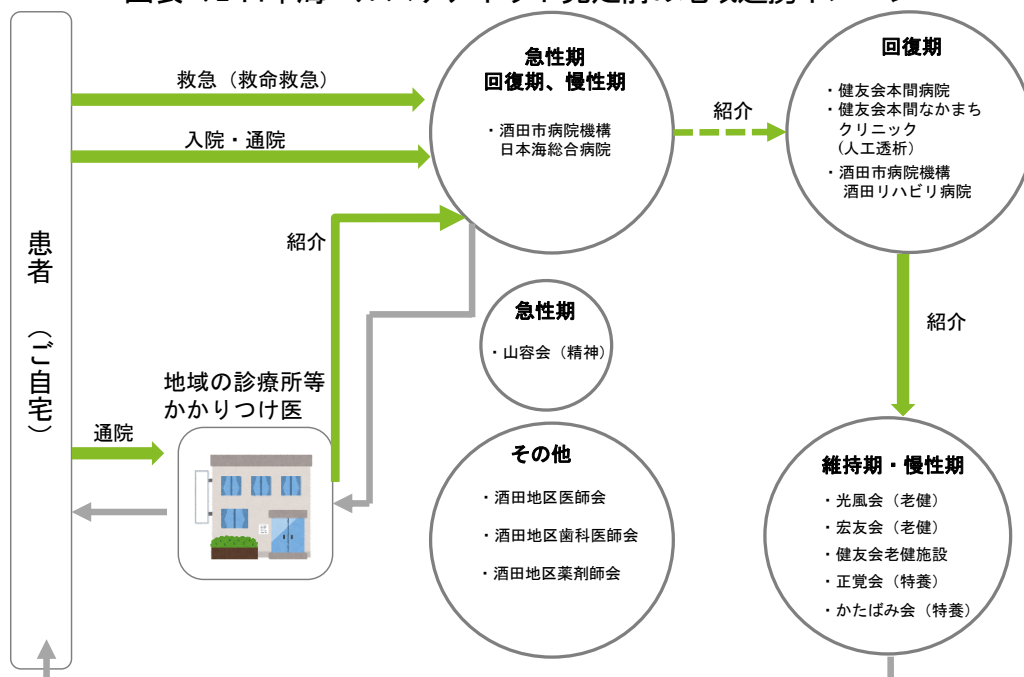 救急（救命救急）
入院・通院
紹介
患者（ご自宅）
地域の診療所等
かかりつけ医
通院
急性期
回復期、慢性期
・酒田市病院機構
日本海総合病院
紹介
回復期
・健友会本間病院
・健友会本間なかまち
クリニック
(人工透析)
・酒田市病院機構
酒田リハビリ病院
急性期
・山容会（精神）
紹介
その他
・酒田地区医師会
・酒田地区歯科医師会
・酒田地区薬剤師会
維持期・慢性期
・光風会（老健）
・宏友会（老健）
・健友会老健施設
・正覚会（特養）
・かたばみ会（特養）